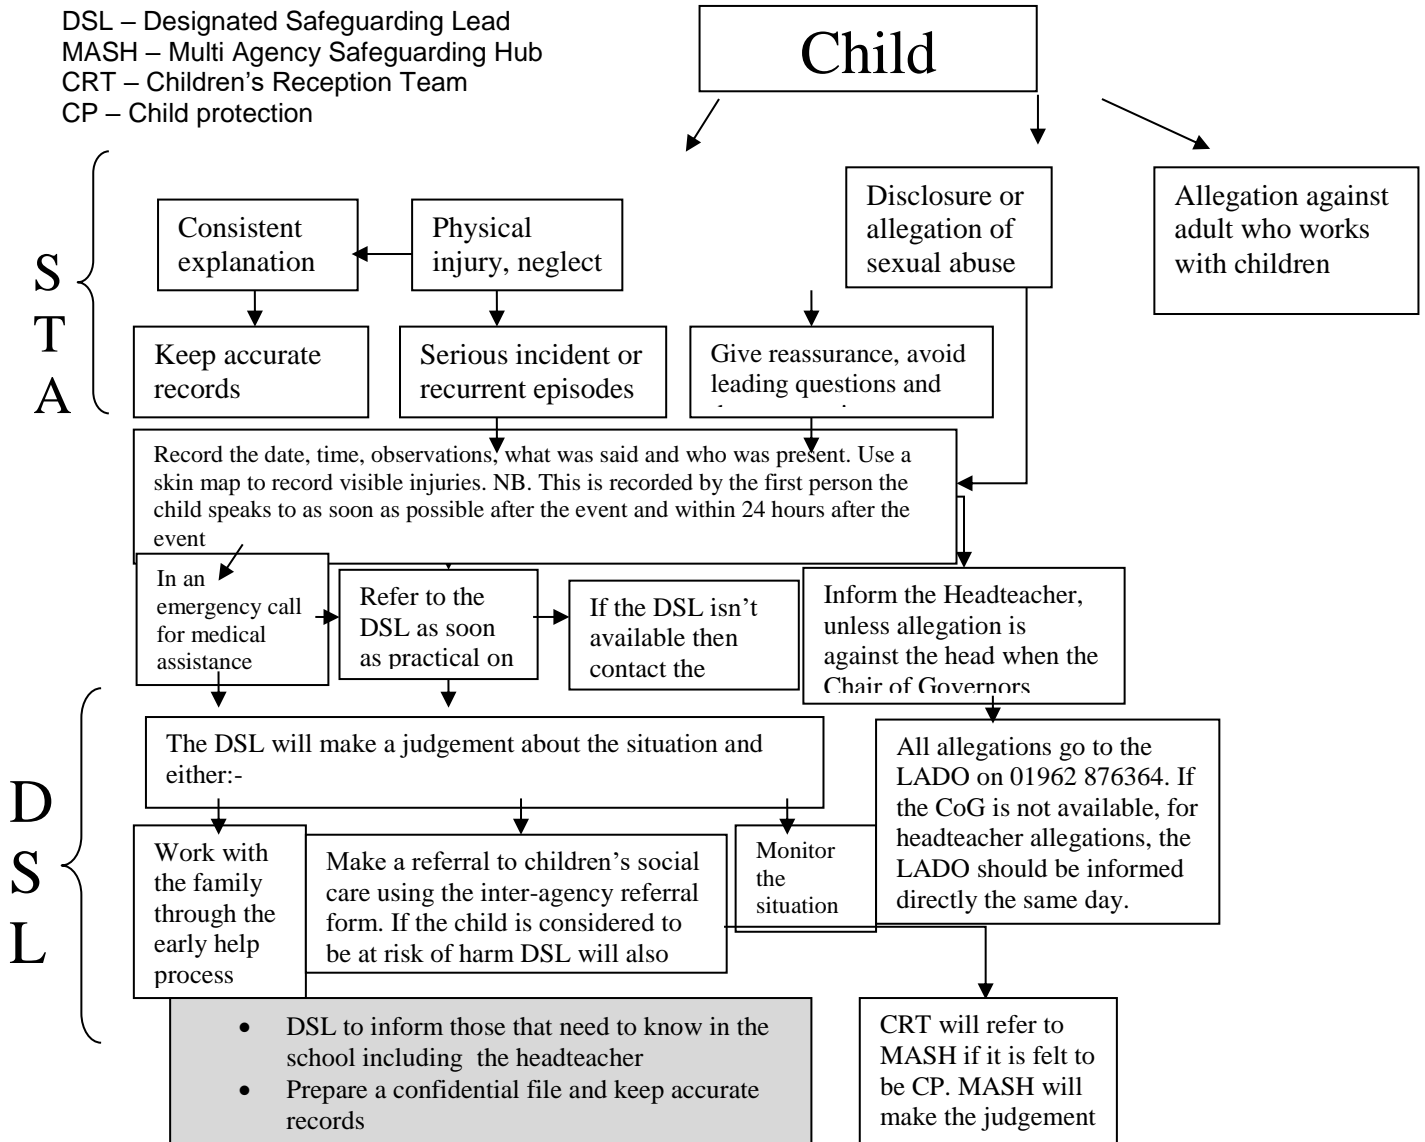 DSL – Designated Safeguarding Lead
MASH – Multi Agency Safeguarding Hub
CRT – Children's Reception Team
CP – Child protection
Child
S
T
A
Consistent
explanation
Physical
injury, neglect
Disclosure or
allegation of
sexual abuse
Allegation against
adult who works
with children
Keep accurate
records
Serious incident or
recurrent episodes
Give reassurance, avoid
leading questions and
Record the date, time, observations, what was said and who was present. Use a
skin map to record visible injuries. NB. This is recorded by the first person the
child speaks to as soon as possible after the event and within 24 hours after the
event
In an
emergency call
for medical
assistance
Refer to the
DSL as soon
as practical on
If the DSL isn't
available then
contact the
Inform the Headteacher,
unless allegation is
against the head when the
Chair of Governors
D
S
L
The DSL will make a judgement about the situation and
either:-
All allegations go to the
LADO on 01962 876364. If
the CoG is not available, for
headteacher allegations, the
LADO should be informed
directly the same day.
Work with
the family
through the
early help
process
Make a referral to children's social
care using the inter-agency referral
form. If the child is considered to
be at risk of harm DSL will also
Monitor
the
situation
• DSL to inform those that need to know in the
school including the headteacher
• Prepare a confidential file and keep accurate
records
CRT will refer to
MASH if it is felt to
be CP. MASH will
make the judgement